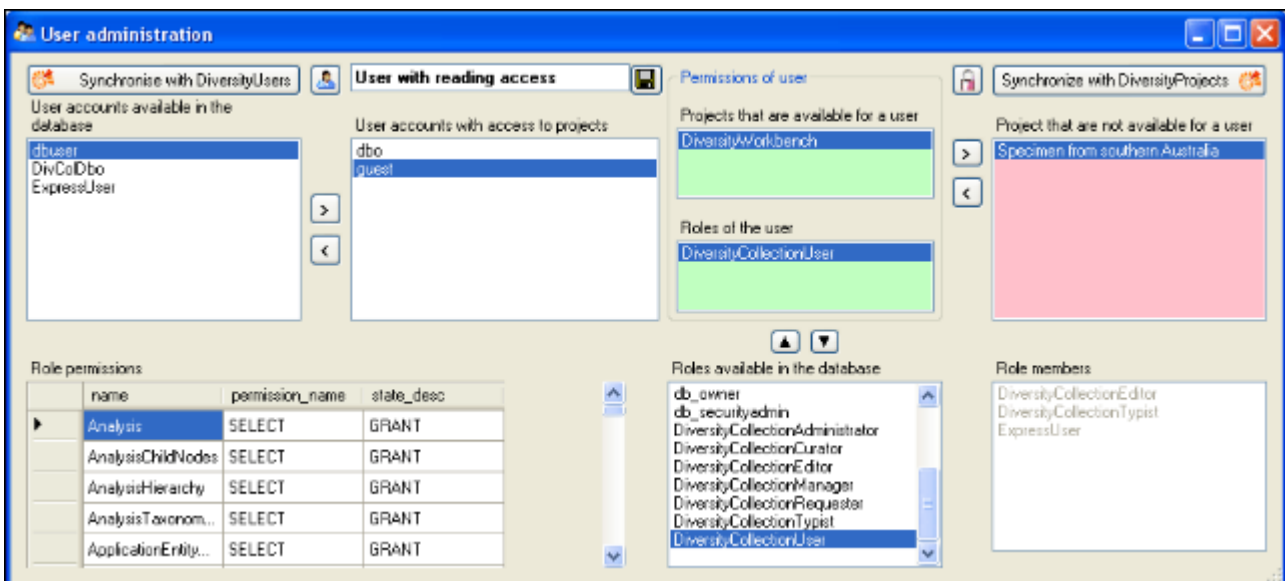 User administration
Synchronise with DiversityUsers
User with reading access
Permissions of user
Synchronize with DiversityProjects
User accounts available in the
database
User accounts with access to projects
Projects that are available for a user
Project that are not available for a user
dbuser
DivColDbo
ExpressUser
dbo
guest
DiversityWorkbench
Specimen from southern Australia
>
<
>
<
Roles of the user
DiversityCollectionUser
Role permissions
Roles available in the database
Role members
name permission_name state_desc
Analysis SELECT GRANT
AnalysisChildNodes SELECT GRANT
AnalysisHierarchy SELECT GRANT
AnalysisTaxonom... SELECT GRANT
ApplicationEntity... SELECT GRANT
db_owner
db_securityadmin
DiversityCollectionAdministrator
DiversityCollectionCurator
DiversityCollectionEditor
DiversityCollectionManager
DiversityCollectionRequester
DiversityCollectionTypist
DiversityCollectionUser
DiversityCollectionEditor
DiversityCollectionTypist
ExpressUser